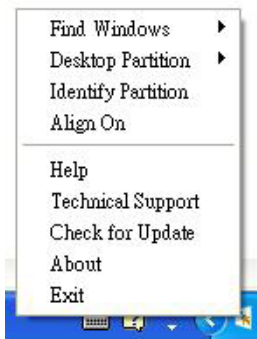 Find Windows
Desktop Partition
Identify Partition
Align On
Help
Technical Support
Check for Update
About
Exit